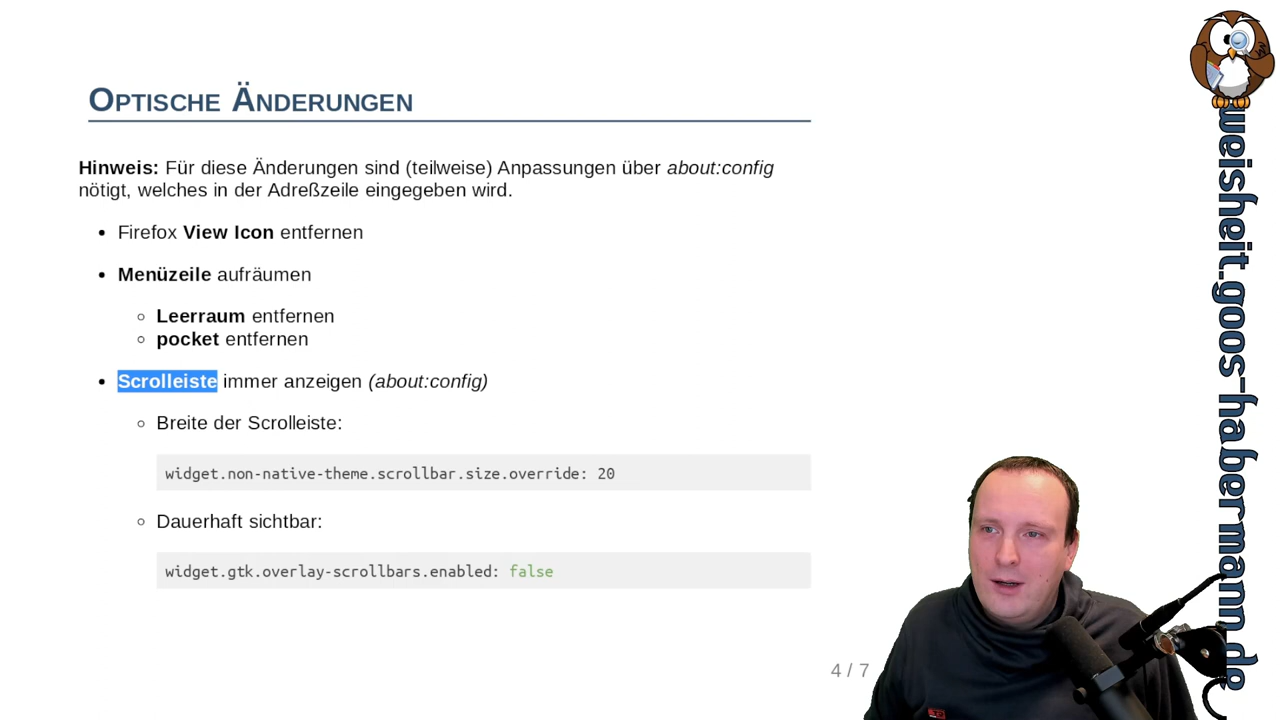 Optische Änderungen
Hinweis: Für diese Änderungen sind (teilweise) Anpassungen über about:config
nötigt, welches in der Adreßzeile eingegeben wird.
Firefox View Icon entfernen
Menüzeile aufräumen
Leerraum entfernen
pocket entfernen
Scrolleiste immer anzeigen (about:config)
Breite der Scrolleiste:
widget.non-native-theme.scrollbar.size.override: 20
Dauerhaft sichtbar:
widget.gtk.overlay-scrollbars.enabled: false
4 / 7
weisheit.goos-habermann.de